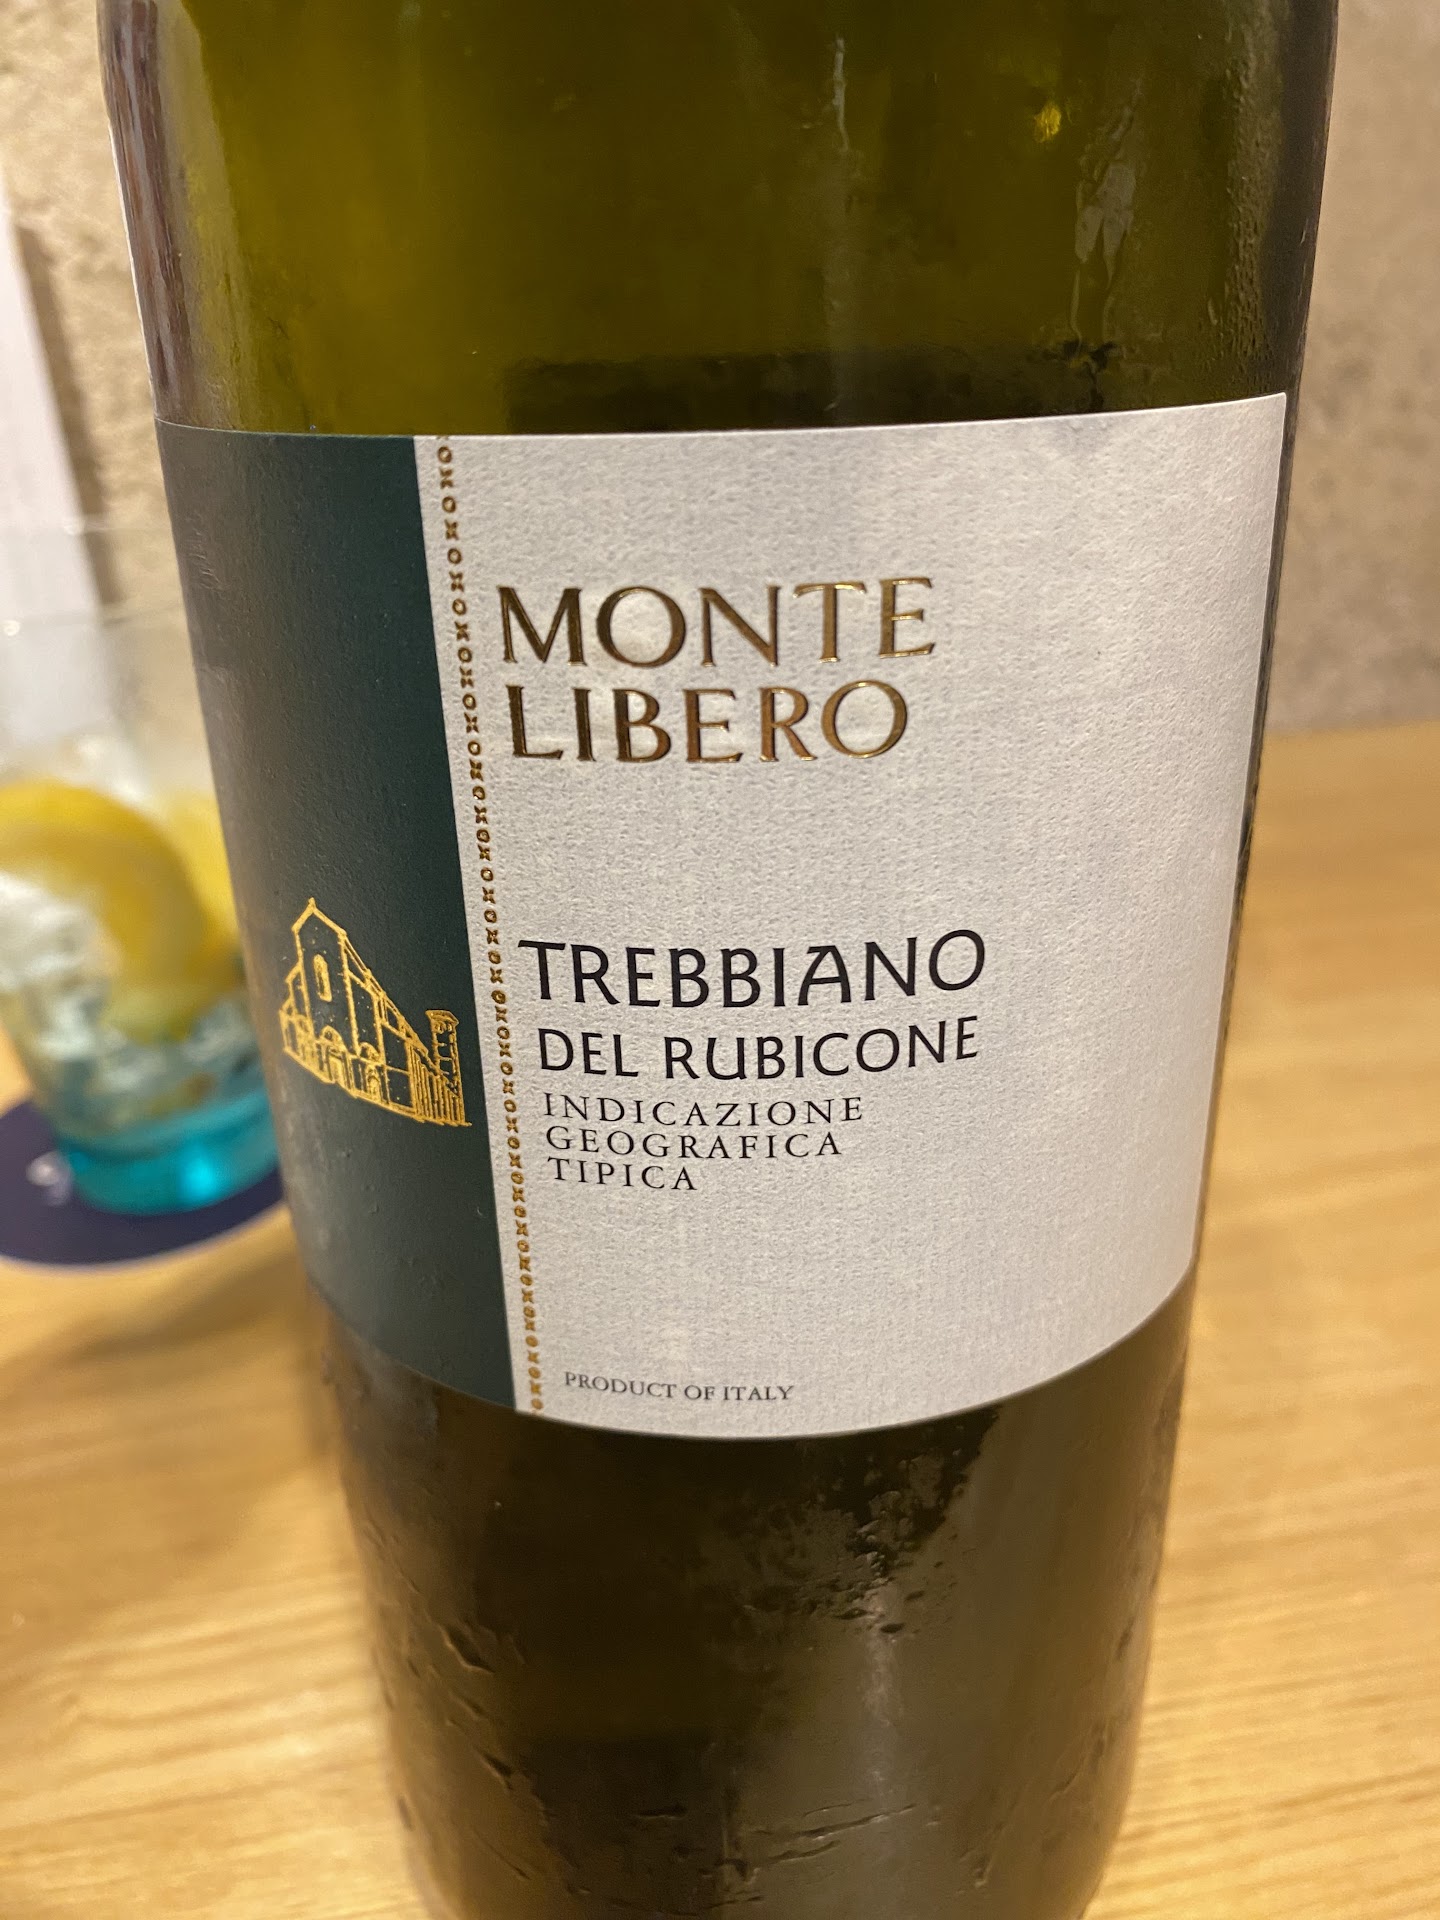 MONTE
LIBERO
TREBBIANO
DEL RUBICONE
INDICAZIONE
GEOGRAFICA
TIPICA
PRODUCT OF ITALY